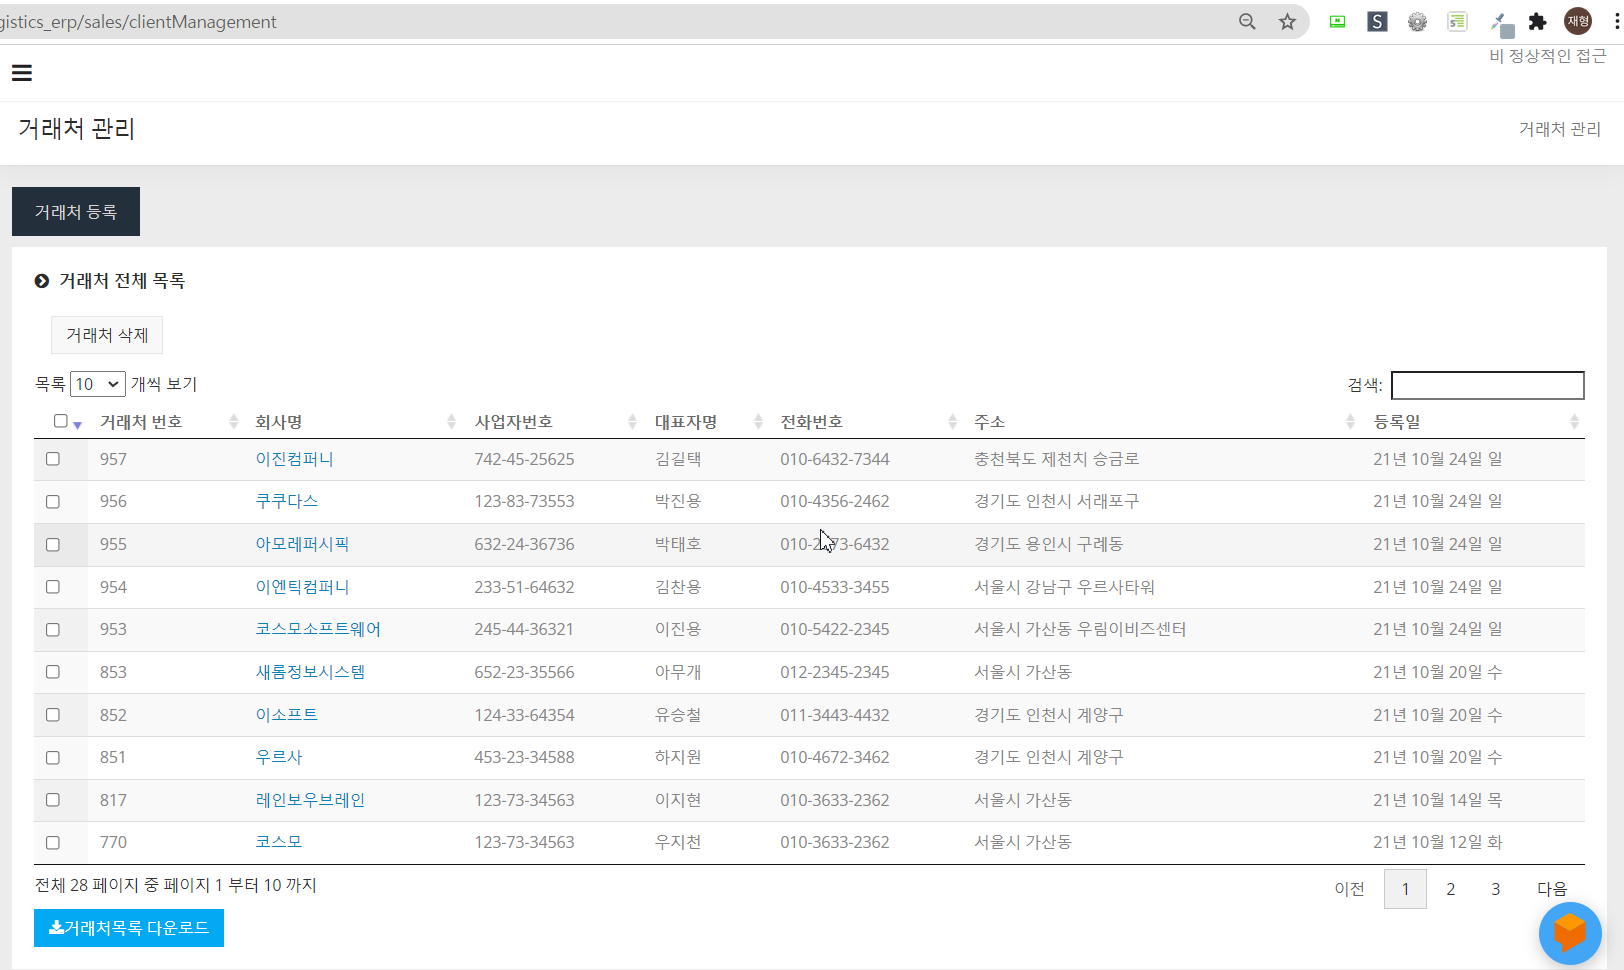 gistics_erp/sales/clientManagement
S
재형
비 정상적인 접근
거래처 관리
거래처 관리
거래처 등록
거래처 전체 목록
거래처 삭제
목록 10 개씩 보기
검색:
거래처 번호 회사명 사업자번호 대표자명 전화번호 주소 등록일
957 이진컴퍼니 742-45-25625 김길택 010-6432-7344 충천북도 제천치 승금로 21년 10월 24일 일
956 쿠쿠다스 123-83-73553 박진용 010-4356-2462 경기도 인천시 서래포구 21년 10월 24일 일
955 아모레퍼시픽 632-24-36736 박태호 경기도 용인시 구례동 21년 10월 24일 일
954 이엔틱컴퍼니 233-51-64632 김찬용 010-4533-3455 서울시 강남구 우르사타워 21년 10월 24일 일
953 코스모소프트웨어 245-44-36321 이진용 010-5422-2345 서울시 가산동 우림이비즈센터 21년 10월 24일 일
853 새롬정보시스템 652-23-35566 아무개 012-2345-2345 서울시 가산동 21년 10월 20일 수
852 이소프트 124-33-64354 유승철 011-3443-4432 경기도 인천시 계양구 21년 10월 20일 수
851 우르사 453-23-34588 하지원 010-4672-3462 경기도 인천시 계양구 21년 10월 20일 수
817 레인보우브레인 123-73-34563 이지현 010-3633-2362 서울시 가산동 21년 10월 14일 목
770 코스모 123-73-34563 우지천 010-3633-2362 서울시 가산동 21년 10월 12일 화
전체 28 페이지 중 페이지 1 부터 10 까지
이전 1 2 3 다음
거래처목록 다운로드